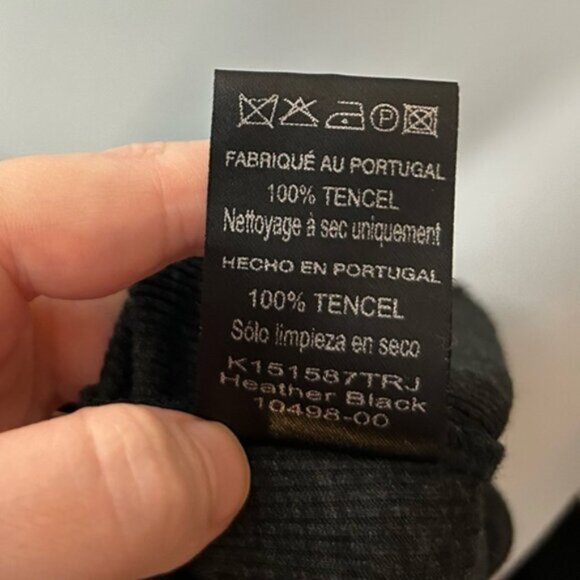 P
FABRIQUÉ AU PORTUGAL
100% TENCEL
Nettoyage à sec uniquement
HECHO EN PORTUGAL
100% TENCEL
Sólo limpieza en seco
K151587TRJ
Heather Black
10498-00